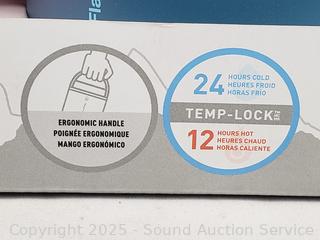 Fla
ERGONOMIC HANDLE
POIGNÉE ERGONOMIQUE
MANGO ERGONÓMICO
24 HOURS COLD
HEURES FROID
HORAS FRÍO
TEMP-LOCK
12 HOURS HOT
HEURES CHAUD
HORAS CALIENTE
Copyright © 2025 - Sound Auction Service